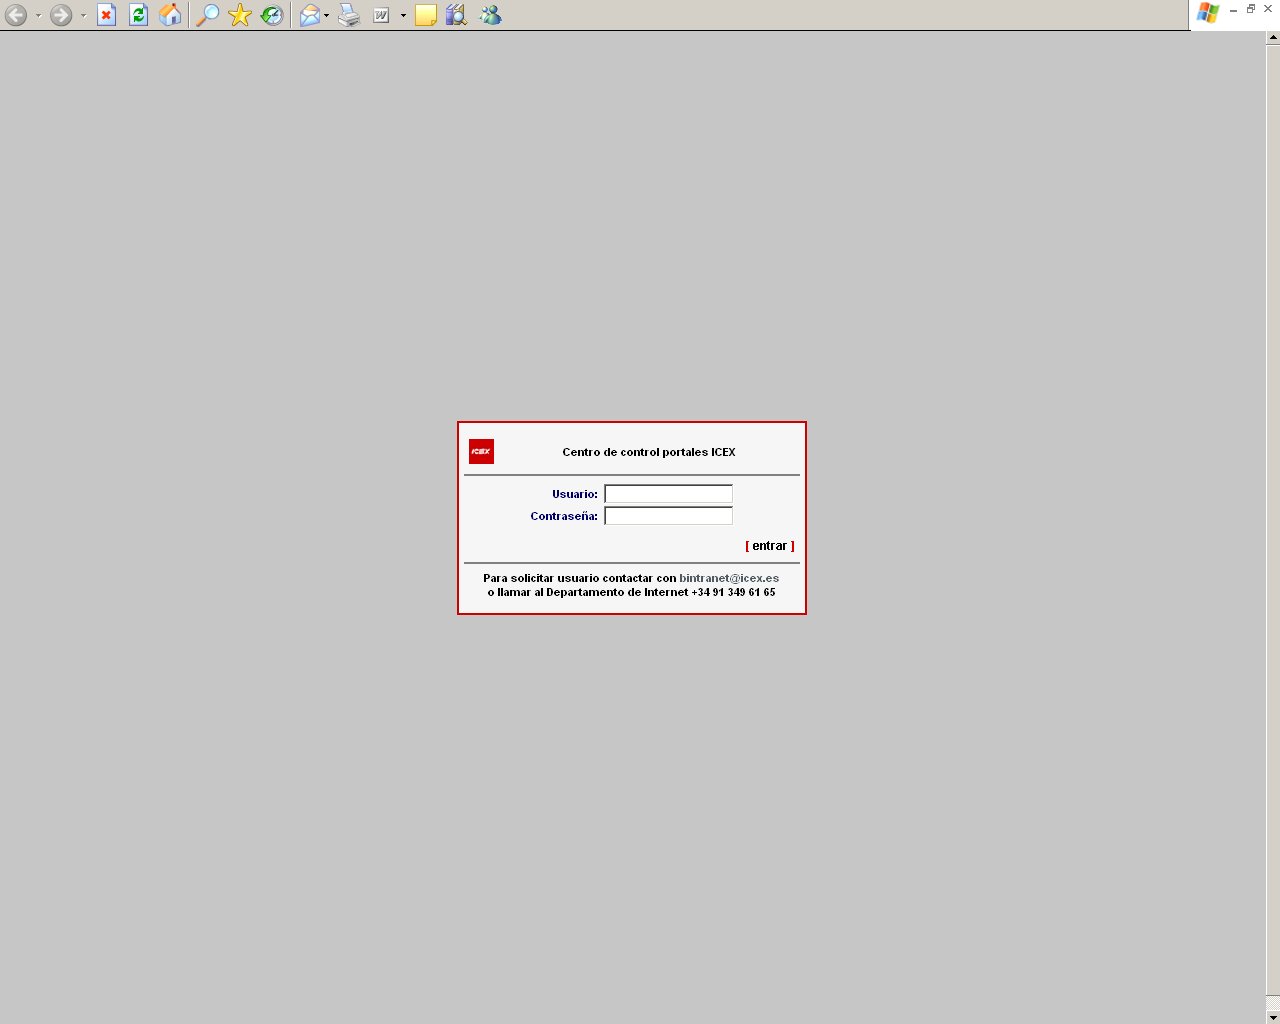 ICEX
Centro de control portales ICEX
Usuario:
Contraseña:
[ entrar ]
Para solicitar usuario contactar con bintranet@icex.es
o llamar al Departamento de Internet +34 91 349 61 65